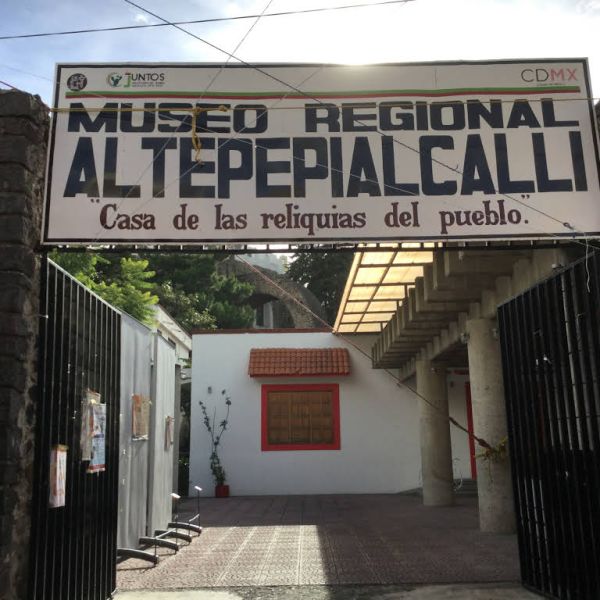 JUNTOS
CDMX
MUSEO REGIONAL
ALTEPEPIALCALLI
"Casa de las reliquias del pueblo."